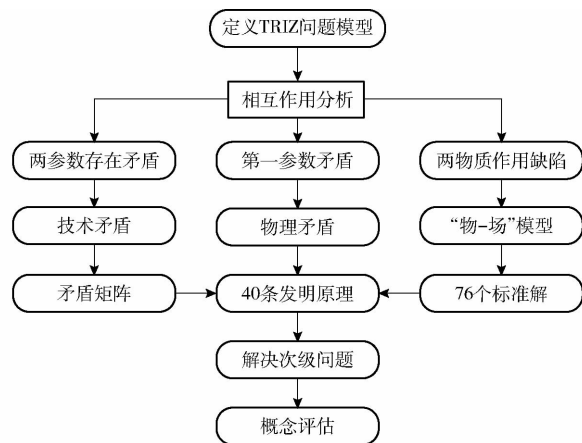 定义TRIZ问题模型
相互作用分析
两参数存在矛盾
第一参数矛盾
两物质作用缺陷
技术矛盾
物理矛盾
“物-场”模型
矛盾矩阵
40条发明原理
76个标准解
解决次级问题
概念评估